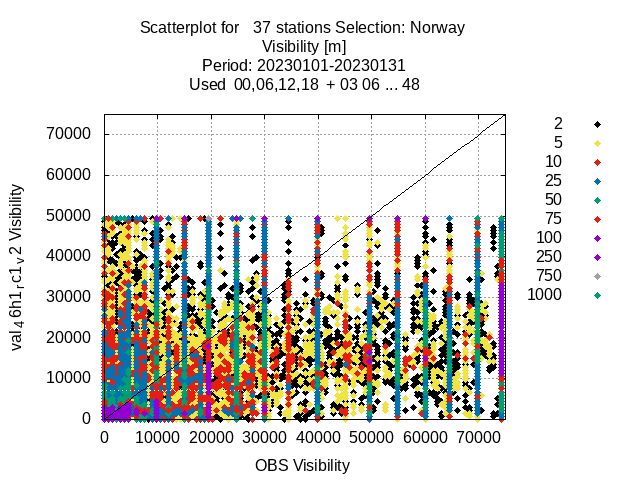 Scatterplot for 37 stations Selection: Norway
Visibility [m]
Period: 20230101-20230131
Used 00,06,12,18 + 03 06 ... 48
70000
60000
50000
40000
30000
20000
10000
0
val_4 6h1_r c1_v 2 Visibility
0 10000 20000 30000 40000 50000 60000 70000
OBS Visibility
2
5
10
25
50
75
100
250
750
1000